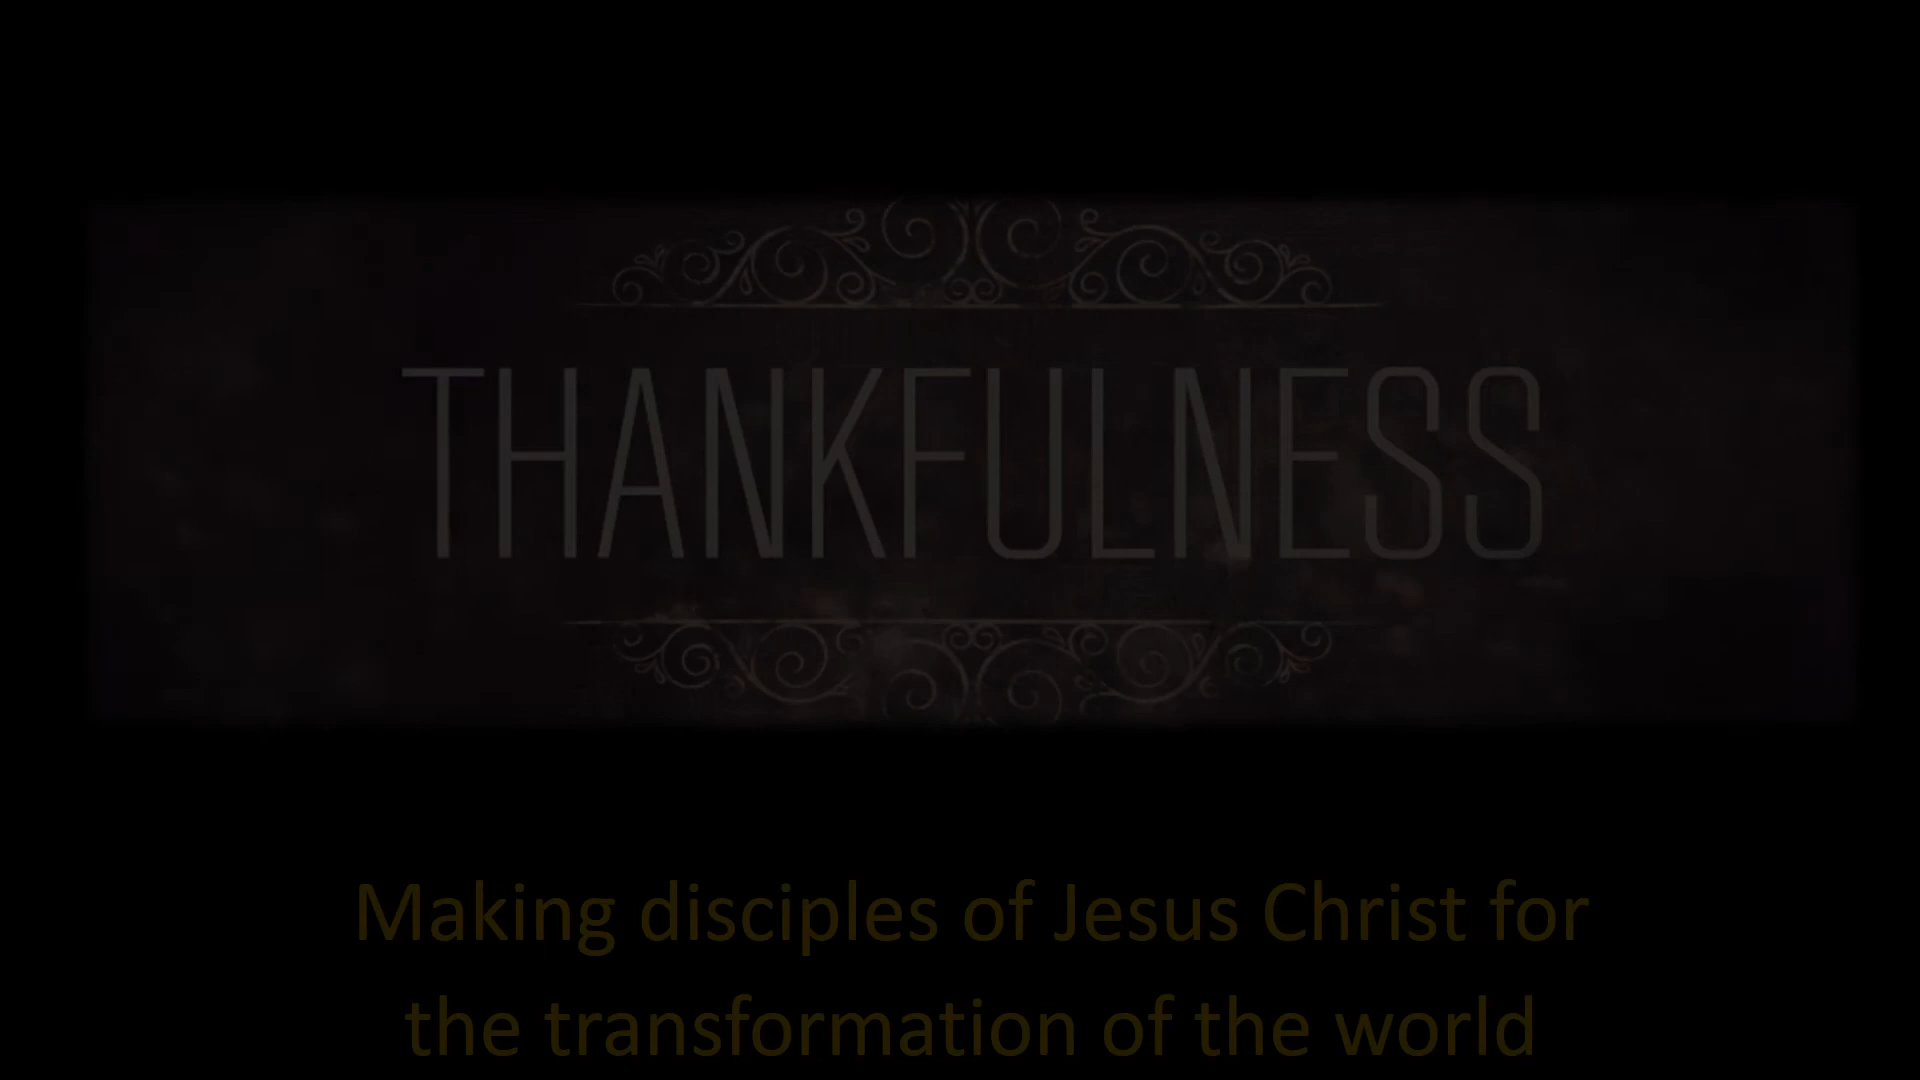 THANKFULNESS
Making disciples of Jesus Christ for
the transformation of the world